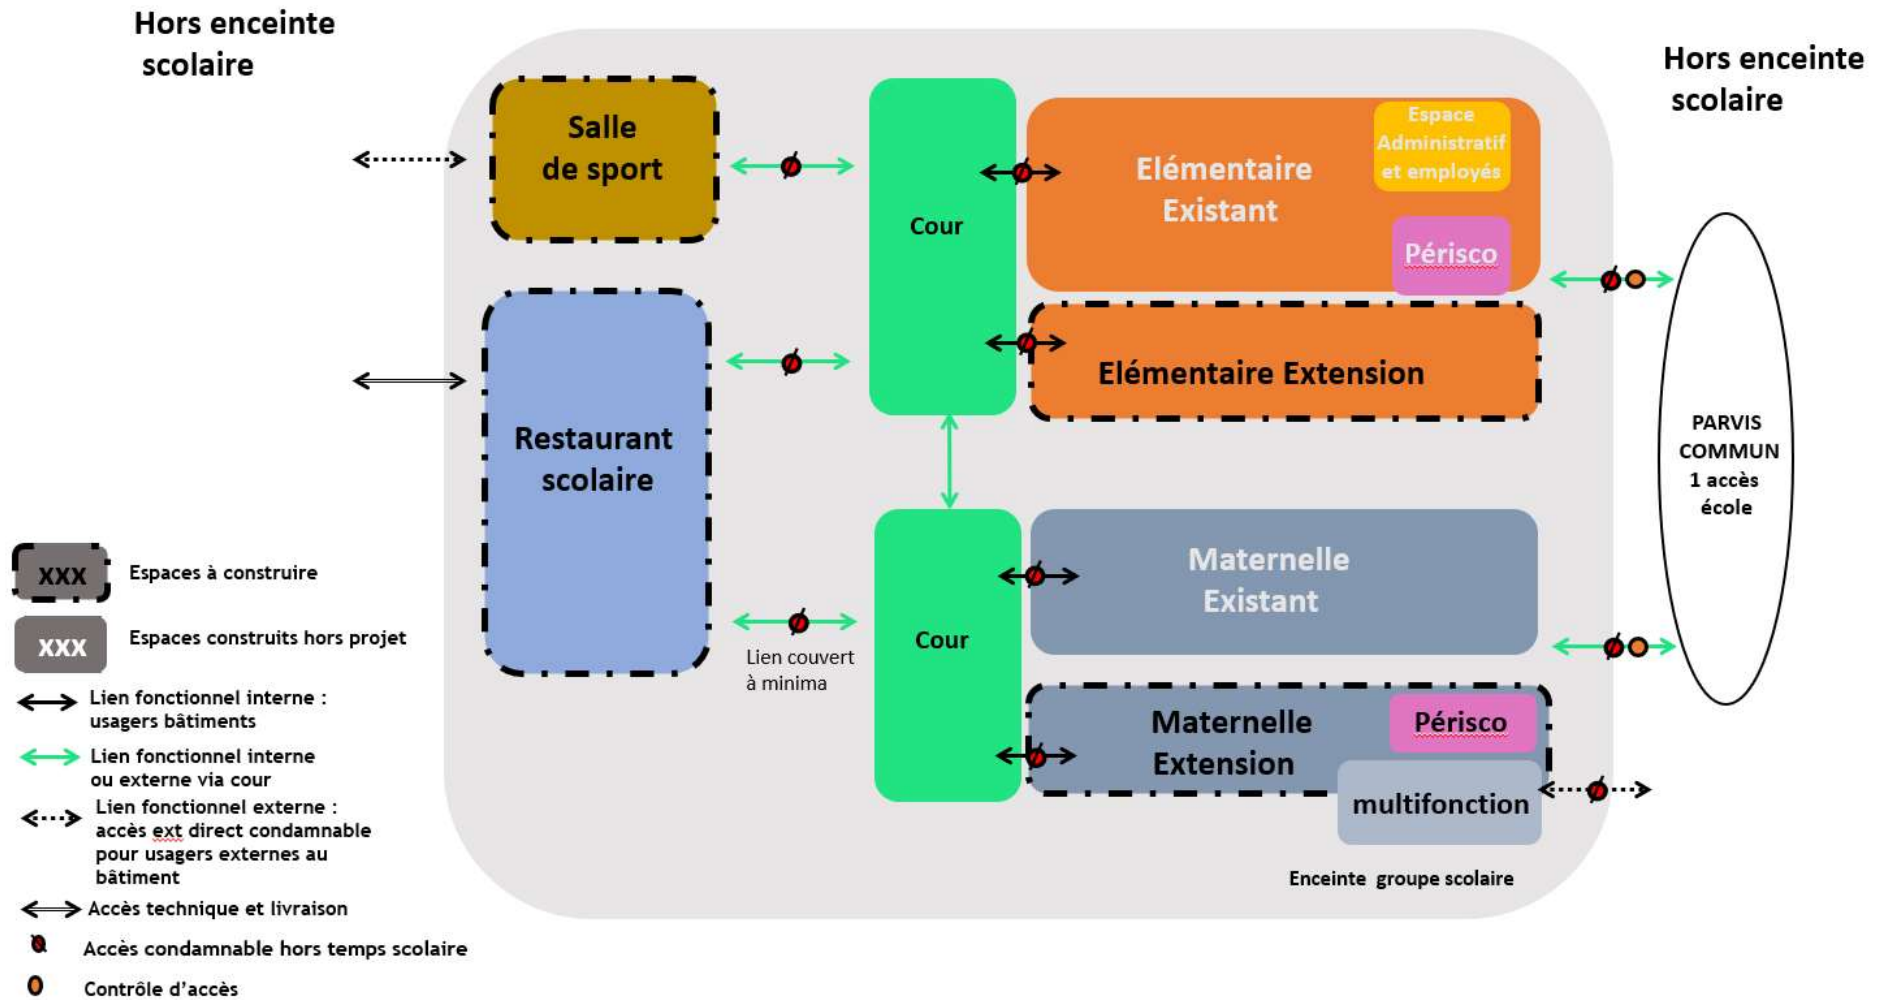 Hors enceinte
scolaire
Hors enceinte
scolaire
Salle
de sport
Cour
Elémentaire
Existant
Espace
Administratif
et employés
Périsco
Elémentaire Extension
Restaurant
scolaire
PARVIS
COMMUN
1 accès
école
Maternelle
Existant
Cour
Lien couvert
à minima
Maternelle
Extension
Périsco
multifonction
Enceinte groupe scolaire
xxx
Espaces à construire
xxx
Espaces construits hors projet
Lien fonctionnel interne :
usagers bâtiments
Lien fonctionnel interne
ou externe via cour
Lien fonctionnel externe :
accès ext direct condamnable
pour usagers externes au
bâtiment
Accès technique et livraison
Accès condamnable hors temps scolaire
Contrôle d'accès